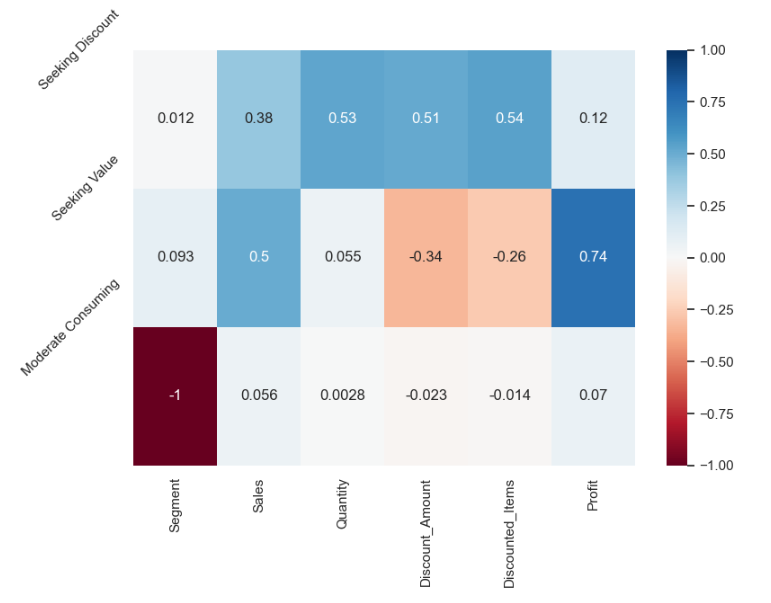 Seeking Discount
0.012 0.38 0.53 0.51 0.54 0.12
Seeking Value
0.093 0.5 0.055 -0.34 -0.26 0.74
Moderate Consuming
-1 0.056 0.0028 -0.023 -0.014 0.07
Segment
Sales
Quantity
Discount_Amount
Discounted_Items
Profit
1.00
0.75
0.50
0.25
0.00
−0.25
−0.50
−0.75
−1.00